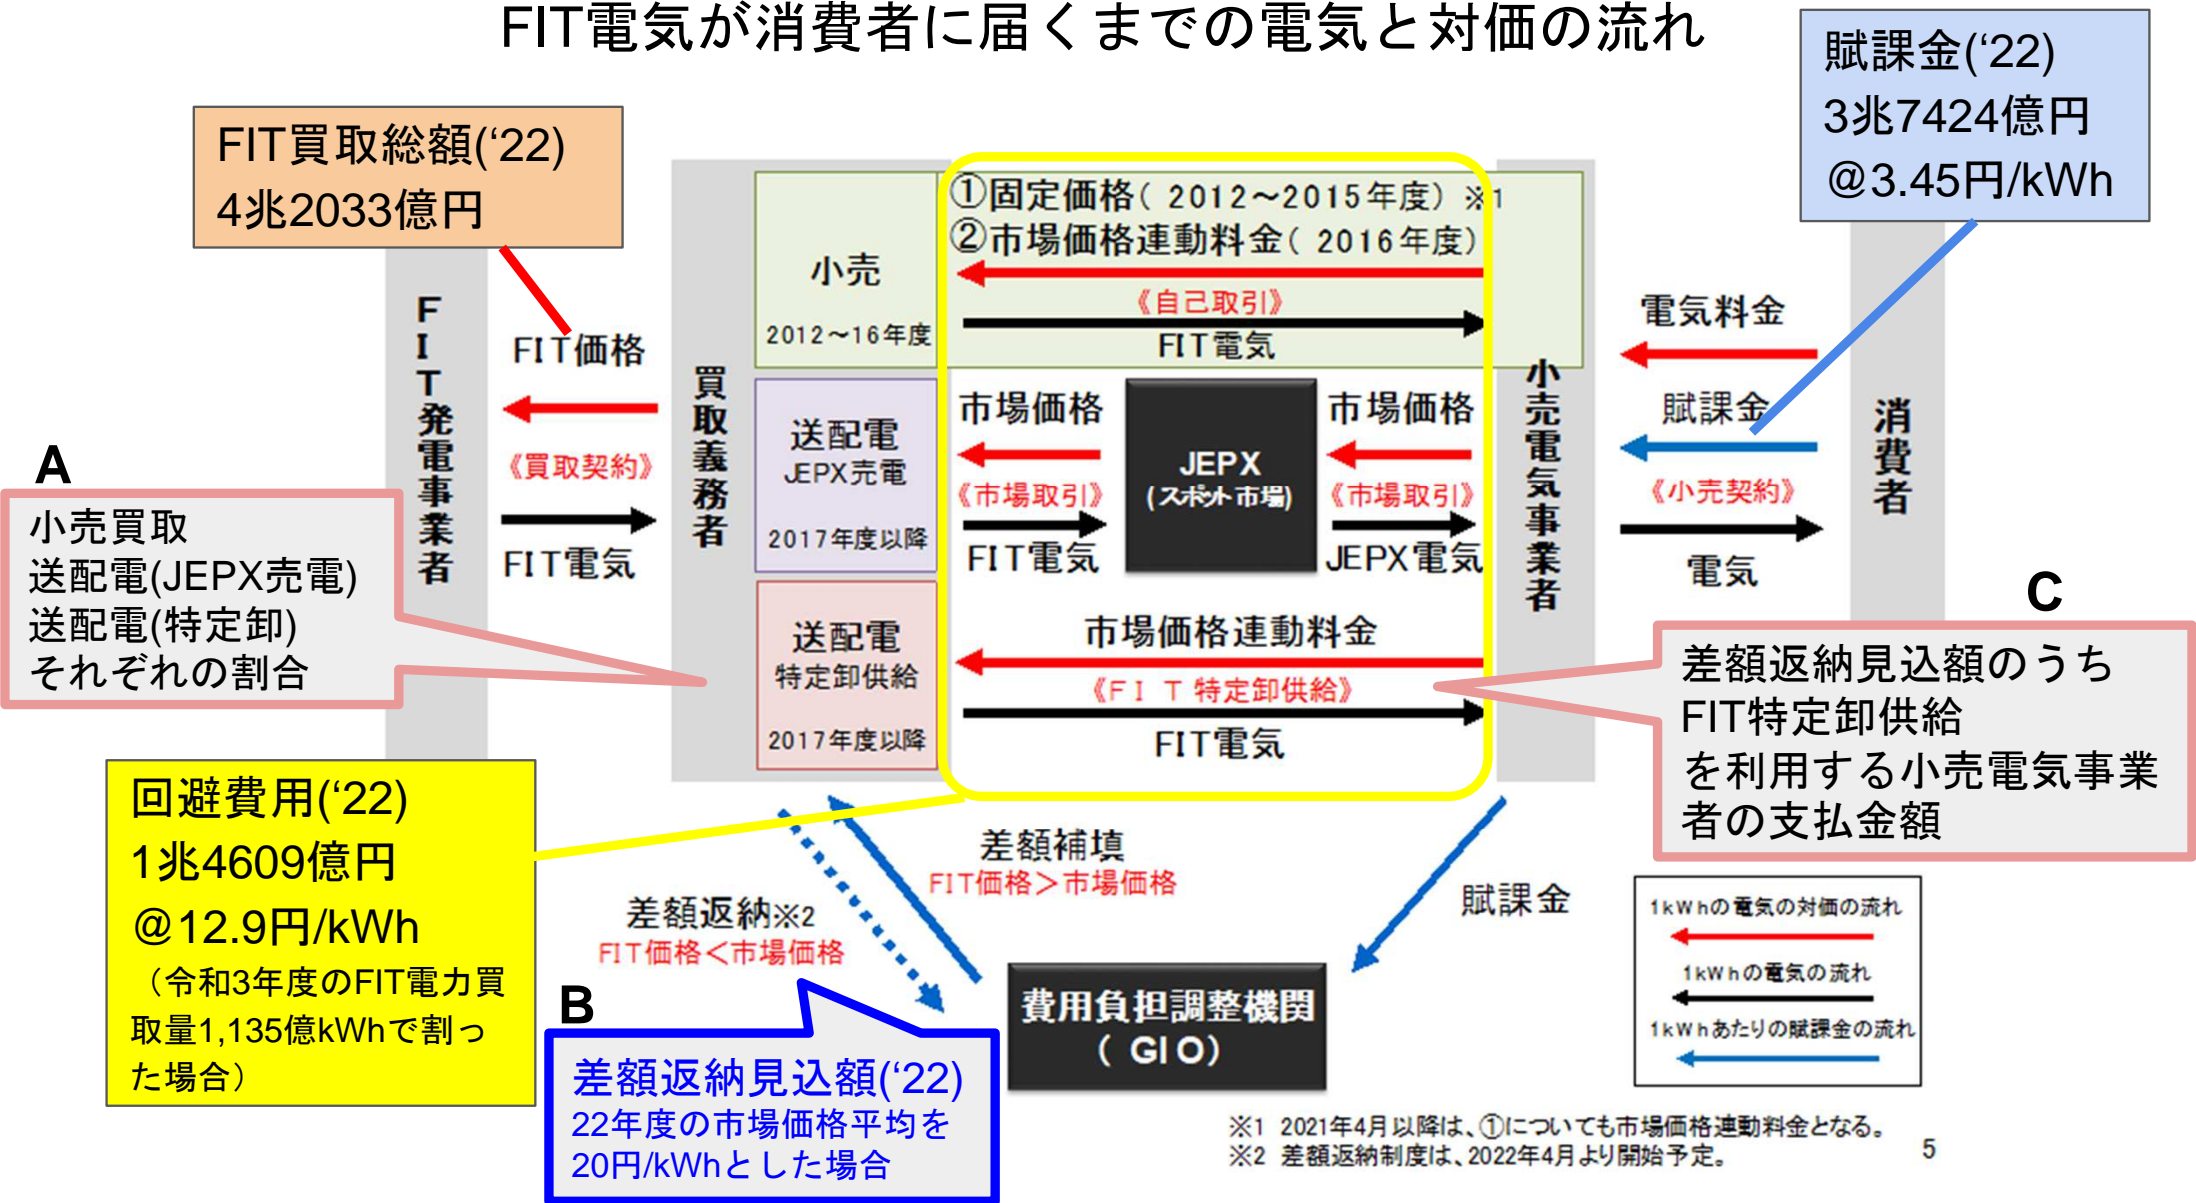 FIT電気が消費者に届くまでの電気と対価の流れ
賦課金(‘22)
3兆7424億円
@3.45円/kWh
FIT買取総額(‘22)
4兆2033億円
①固定価格( 2012～2015年度) ※1
②市場価格連動料金( 2016年度)
小売
2012～16年度
《自己取引》
FIT電気
FIT発電事業者
FIT価格
《買取契約》
FIT電気
買取義務者
送配電
JEPX売電
2017年度以降
市場価格
《市場取引》
FIT電気
JEPX
(スポット市場)
市場価格
《市場取引》
JEPX電気
小売電気事業者
電気料金
賦課金
《小売契約》
電気
消費者
A
小売買取
送配電(JEPX売電)
送配電(特定卸)
それぞれの割合
送配電
特定卸供給
2017年度以降
市場価格連動料金
《FIT特定卸供給》
FIT電気
C
差額返納見込額のうち
FIT特定卸供給
を利用する小売電気事業
者の支払金額
回避費用(‘22)
1兆4609億円
@12.9円/kWh
（令和3年度のFIT電力買
取量1,135億kWhで割っ
た場合）
差額補填
FIT価格＞市場価格
差額返納※2
FIT価格＜市場価格
賦課金
B
差額返納見込額(‘22)
22年度の市場価格平均を
20円/kWhとした場合
費用負担調整機関
( GIO)
1kWhの電気の対価の流れ
1kWhの電気の流れ
1kWhあたりの賦課金の流れ
※1 2021年4月以降は、①についても市場価格連動料金となる。
※2 差額返納制度は、2022年4月より開始予定。
5